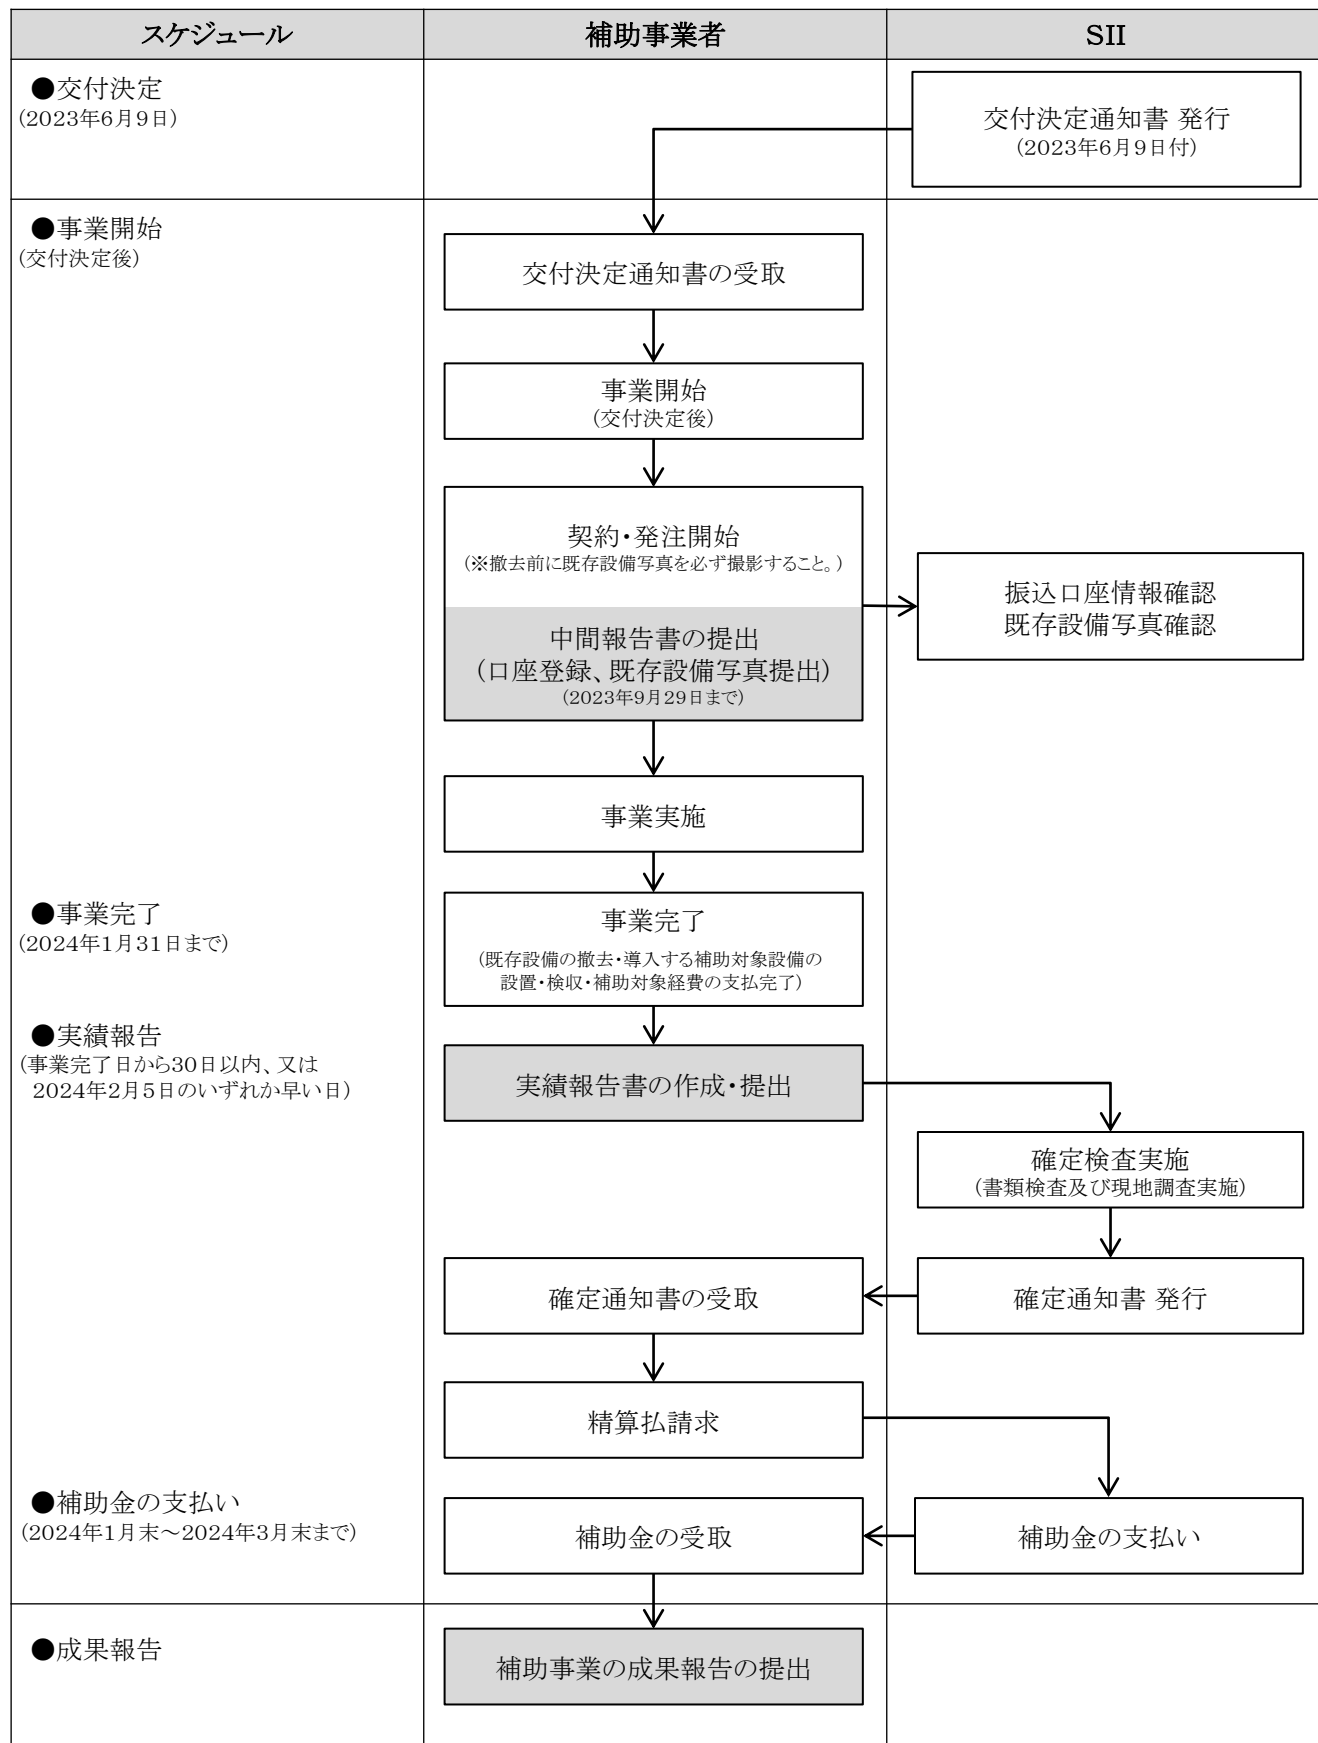 スケジュール
補助事業者
SII
●交付決定
(2023年6月9日)
交付決定通知書 発行
(2023年6月9日付)
●事業開始
(交付決定後)
交付決定通知書の受取
事業開始
(交付決定後)
契約・発注開始
(※撤去前に既存設備写真を必ず撮影すること。)
中間報告書の提出
(口座登録、既存設備写真提出)
(2023年9月29日まで)
振込口座情報確認
既存設備写真確認
事業実施
●事業完了
(2024年1月31日まで)
事業完了
(既存設備の撤去・導入する補助対象設備の
設置・検収・補助対象経費の支払完了)
●実績報告
(事業完了日から30日以内、又は
2024年2月5日のいずれか早い日)
実績報告書の作成・提出
確定検査実施
(書類検査及び現地調査実施)
確定通知書の受取
確定通知書 発行
精算払請求
●補助金の支払い
(2024年1月末～2024年3月末まで)
補助金の受取
補助金の支払い
●成果報告
補助事業の成果報告の提出